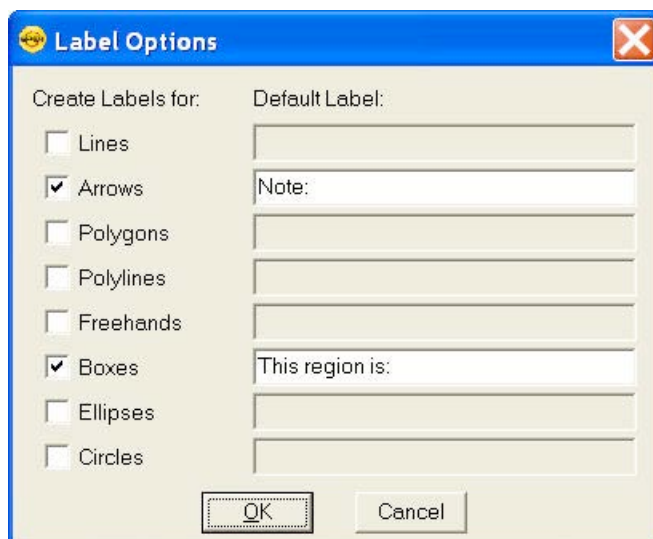 Label Options
Create Labels for: Default Label:
Lines
Arrows Note:
Polygons
Polylines
Freehands
Boxes This region is:
Ellipses
Circles
OK Cancel